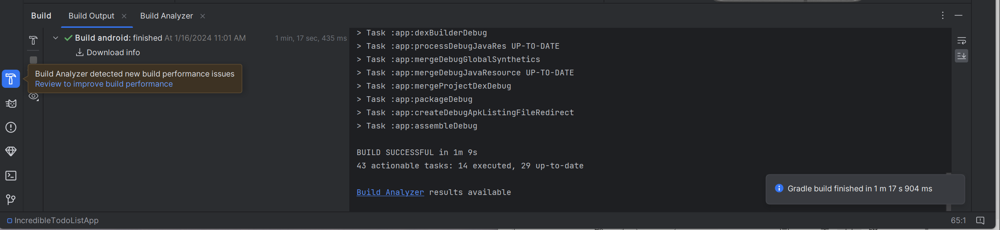 Build Build Output Build Analyzer
Build android: finished At 1/16/2024 11:01 AM 1 min, 17 sec, 435 ms
Download info
Build Analyzer detected new build performance issues
Review to improve build performance
> Task :app:dexBuilderDebug
> Task :app:processDebugJavaRes UP-TO-DATE
> Task :app:mergeDebugGlobalSynthetics
> Task :app:mergeDebugJavaResource UP-TO-DATE
> Task :app:mergeProjectDexDebug
> Task :app:packageDebug
> Task :app:createDebugApkListingFileRedirect
> Task :app:assembleDebug
BUILD SUCCESSFUL in 1m 9s
43 actionable tasks: 14 executed, 29 up-to-date
Build Analyzer results available
Gradle build finished in 1 m 17 s 904 ms
IncredibleTodoListApp
65:1